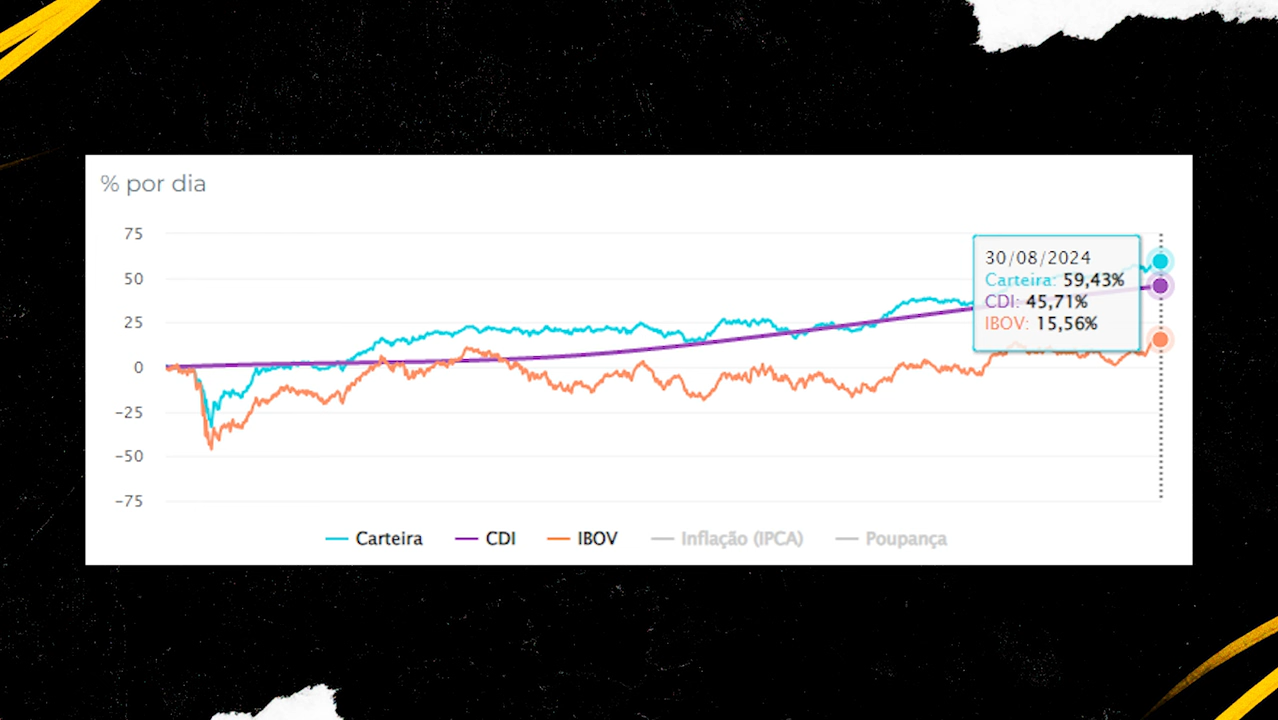 % por dia
75
50
25
0
-25
-50
-75
30/08/2024
Carteira: 59,43%
CDI: 45,71%
IBOV: 15,56%
Carteira CDI IBOV Inflação (IPCA) Poupança